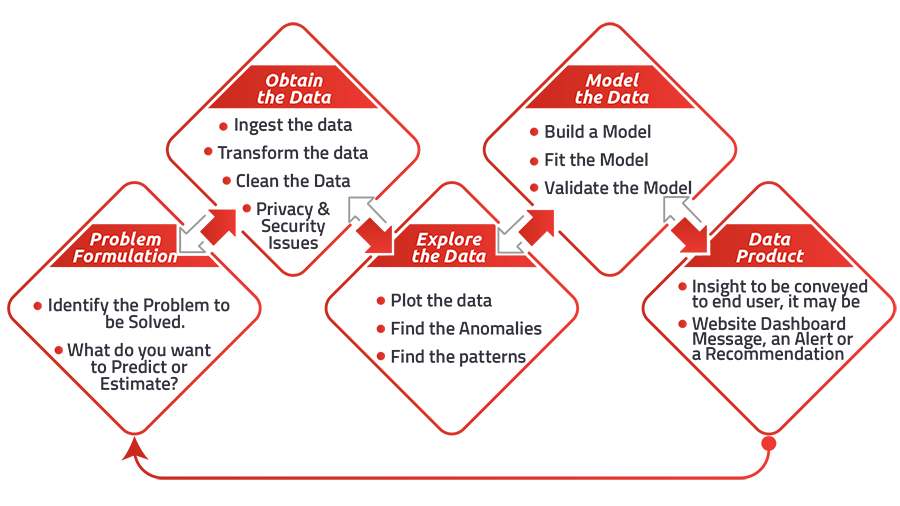 Problem
Formulation
• Identify the Problem to
be Solved.
• What do you want
to Predict or
Estimate?
Obtain
the Data
• Ingest the data
• Transform the data
• Clean the Data
• Privacy &
Security
Issues
Explore
the Data
• Plot the data
• Find the Anomalies
• Find the patterns
Model
the Data
• Build a Model
• Fit the Model
• Validate the Model
Data
Product
• Insight to be conveyed
to end user, it may be
• Website Dashboard
Message, an Alert or
a Recommendation